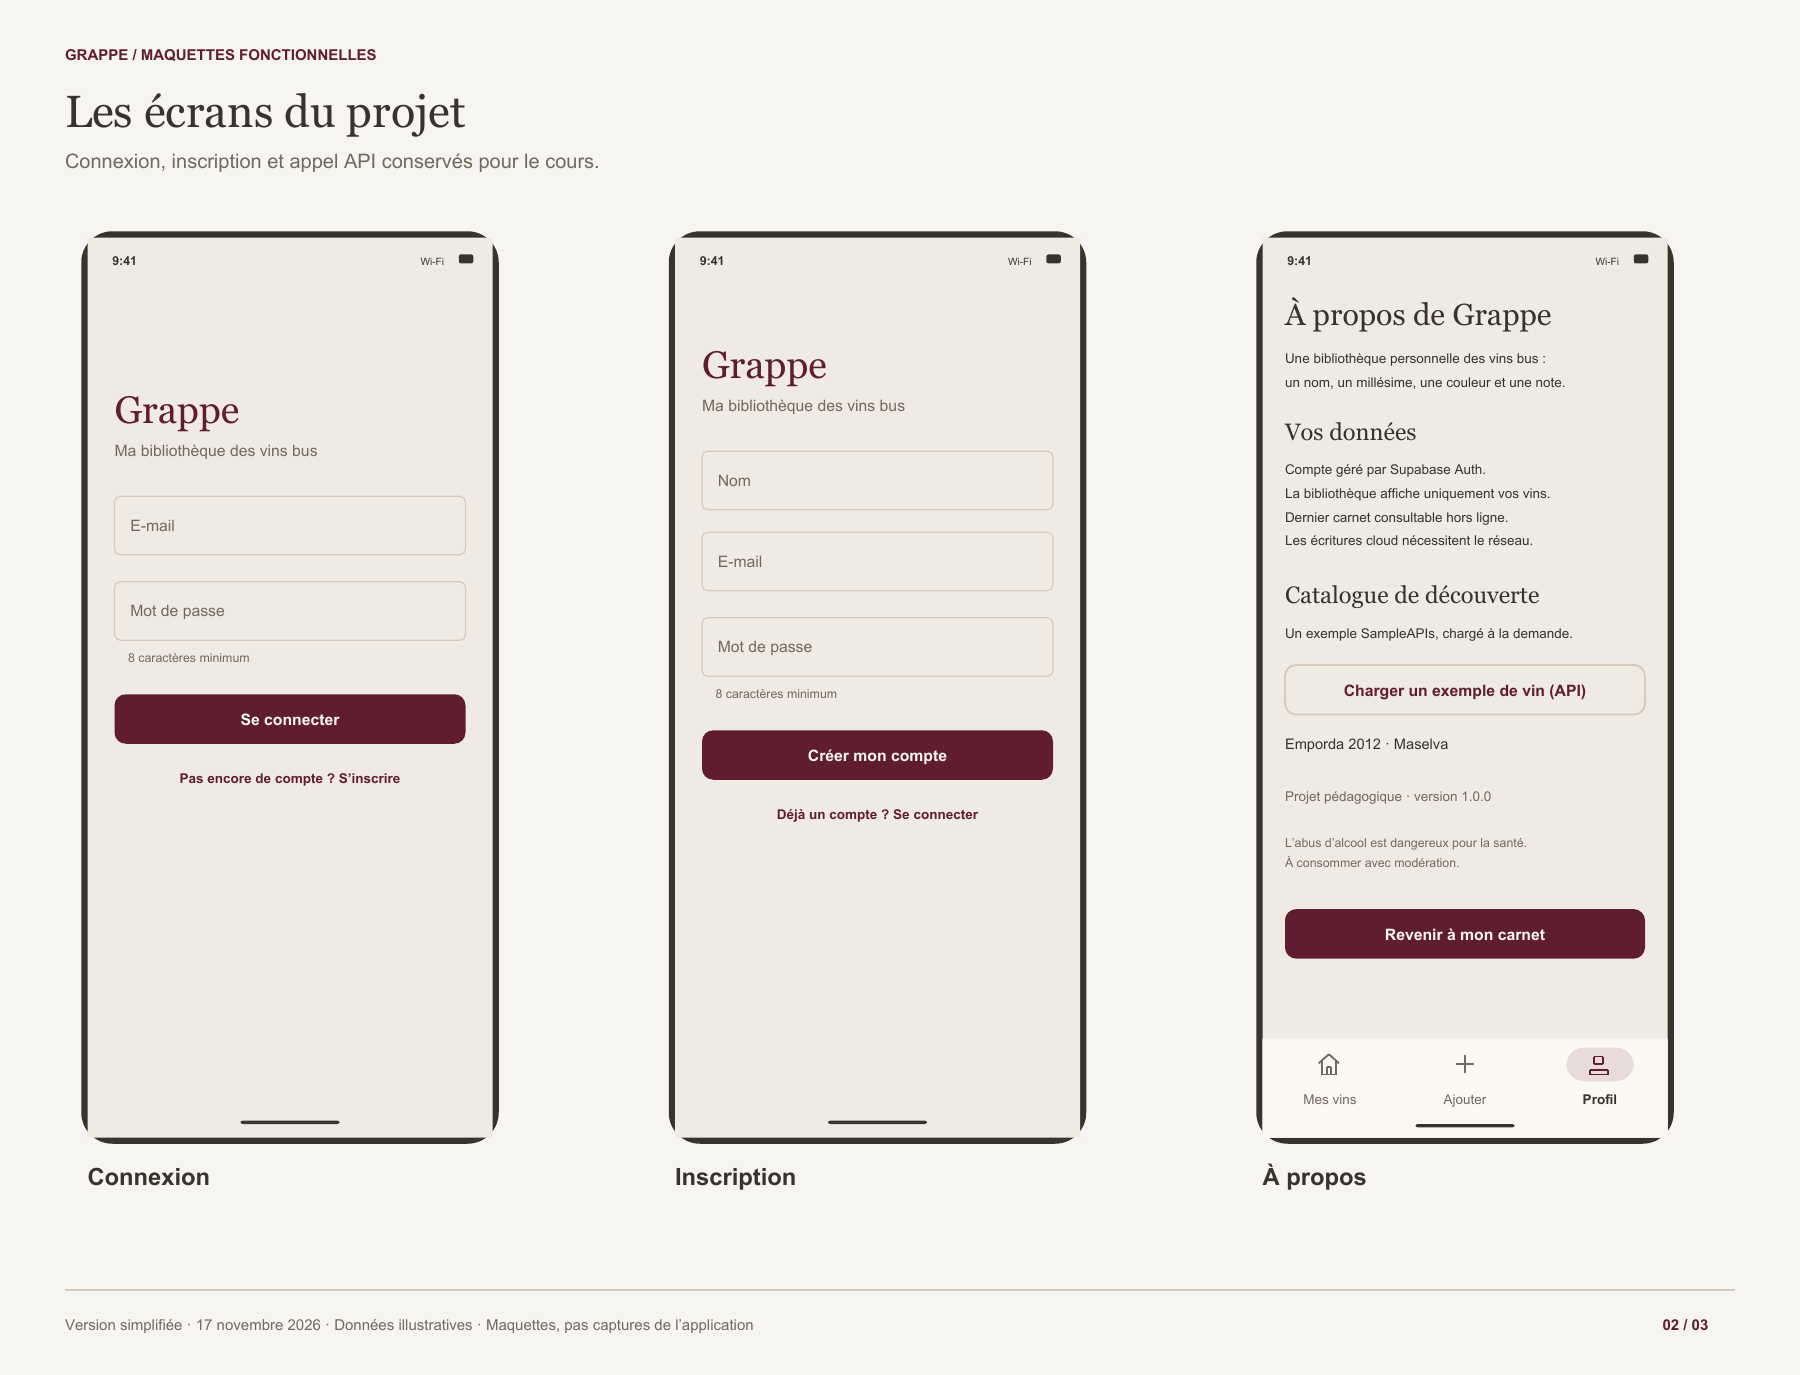 GRAPPE / MAQUETTES FONCTIONNELLES
Les écrans du projet
Connexion, inscription et appel API conservés pour le cours.
9:41
Wi-Fi
Grappe
Ma bibliothèque des vins bus
E-mail
Mot de passe
8 caractères minimum
Se connecter
Pas encore de compte ? S’inscrire
Connexion
9:41
Wi-Fi
Grappe
Ma bibliothèque des vins bus
Nom
E-mail
Mot de passe
8 caractères minimum
Créer mon compte
Déjà un compte ? Se connecter
Inscription
9:41
Wi-Fi
À propos de Grappe
Une bibliothèque personnelle des vins bus :
un nom, un millésime, une couleur et une note.
Vos données
Compte géré par Supabase Auth.
La bibliothèque affiche uniquement vos vins.
Dernier carnet consultable hors ligne.
Les écritures cloud nécessitent le réseau.
Catalogue de découverte
Un exemple SampleAPIs, chargé à la demande.
Charger un exemple de vin (API)
Emporda 2012 · Maselva
Projet pédagogique · version 1.0.0
L’abus d’alcool est dangereux pour la santé.
À consommer avec modération.
Revenir à mon carnet
Mes vins
Ajouter
Profil
À propos
Version simplifiée · 17 novembre 2026 · Données illustratives · Maquettes, pas captures de l’application
02 / 03